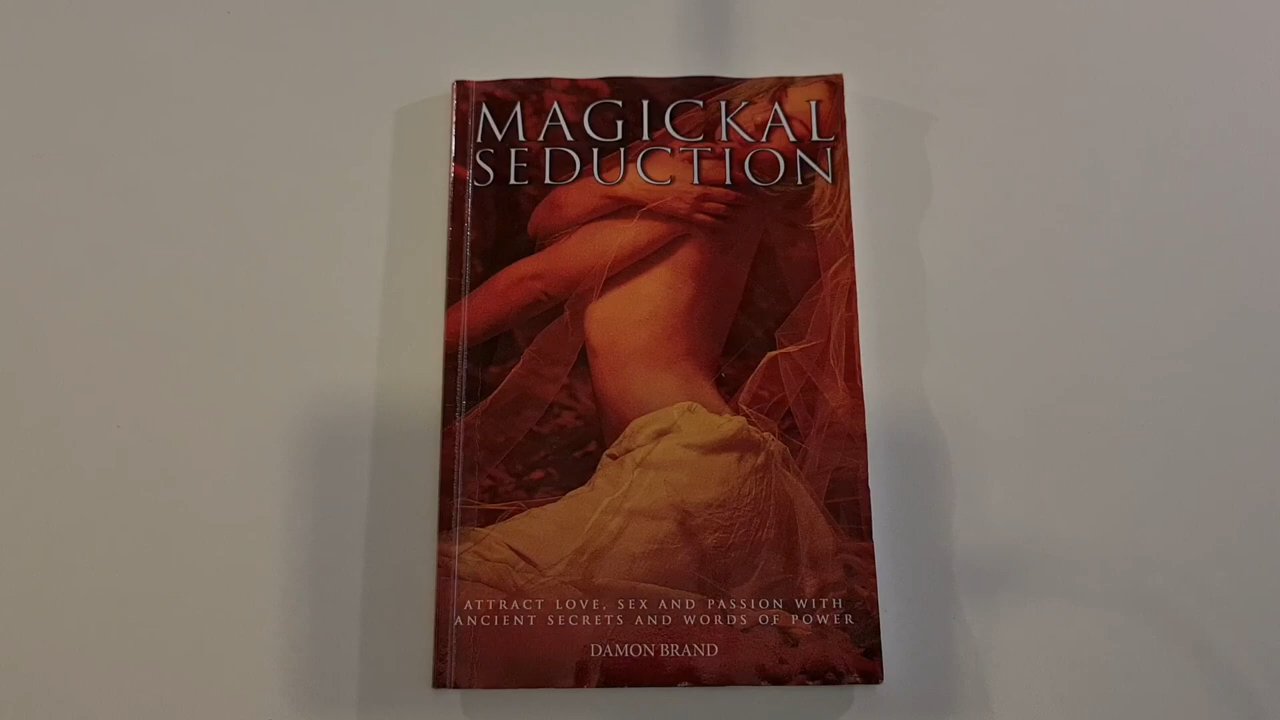 MAGICKAL
SEDUCTION
ATTRACT LOVE, SEX AND PASSION WITH
ANCIENT SECRETS AND WORDS OF POWER
DAMON BRAND